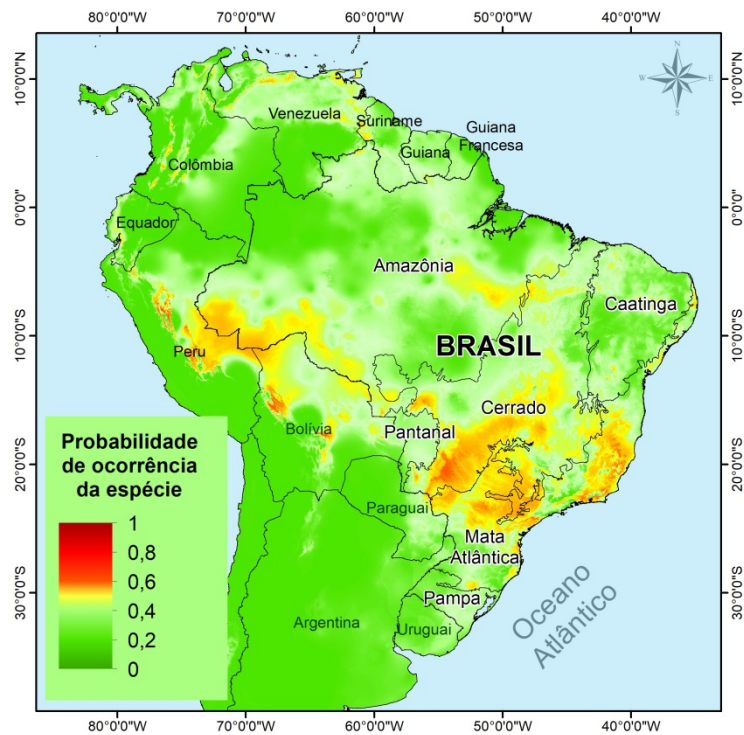 80°0'0"W 70°0'0"W 60°0'0"W 50°0'0"W 40°0'0"W
10°0'0"N
0°0'0"
10°0'0"S
20°0'0"S
30°0'0"S
10°0'0"N
0°0'0"
10°0'0"S
20°0'0"S
30°0'0"S
N
W E
S
Venezuela
Suriname
Guiana
Francesa
Guiana
Colômbia
Equador
Amazônia
Caatinga
BRASIL
Peru
Cerrado
Bolívia
Pantanal
Paraguai
Mata
Atlântica
Pampa
Argentina
Uruguai
Oceano
Atlântico
Probabilidade
de ocorrência
da espécie
1
0,8
0,6
0,4
0,2
0
80°0'0"W 70°0'0"W 60°0'0"W 50°0'0"W 40°0'0"W